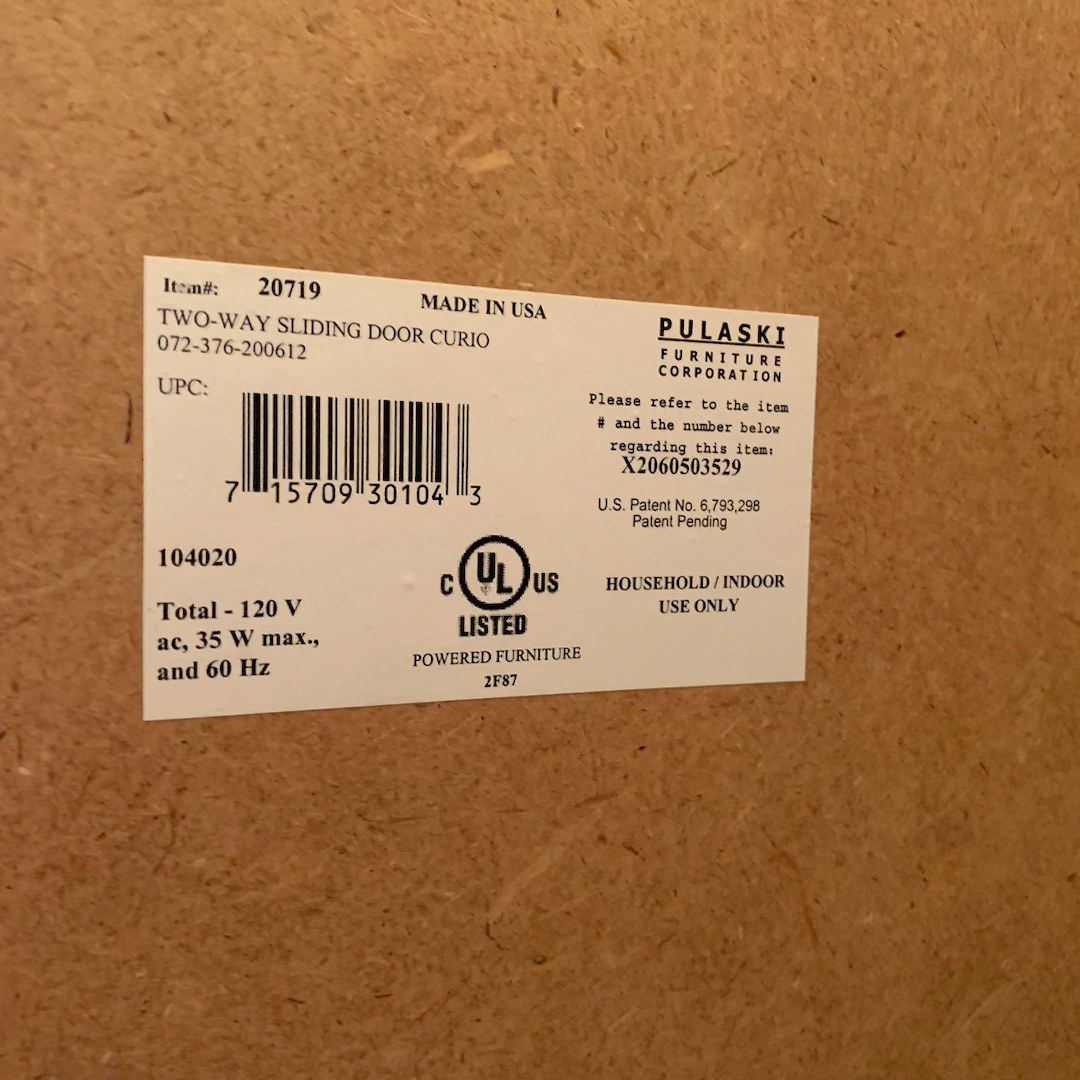 Item#: 20719
MADE IN USA
TWO-WAY SLIDING DOOR CURIO
072-376-200612
UPC:
7 15709 30104 3
104020
Total - 120 V
ac, 35 W max.,
and 60 Hz
C UL US
LISTED
POWERED FURNITURE
2F87
PULASKI
FURNITURE
CORPORATION
Please refer to the item
# and the number below
regarding this item:
X2060503529
U.S. Patent No. 6,793,298
Patent Pending
HOUSEHOLD / INDOOR
USE ONLY